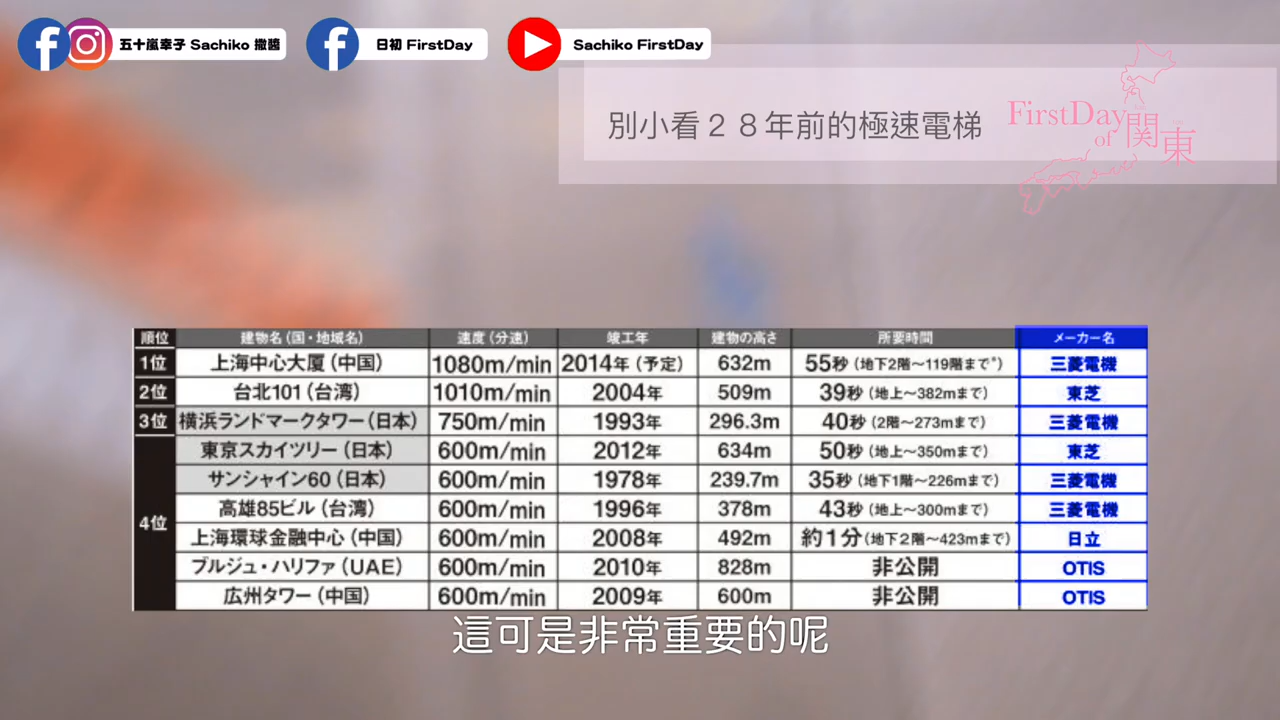 五十嵐幸子 Sachiko 撒醬
日初 FirstDay
Sachiko FirstDay
別小看２８年前的極速電梯
FirstDay
of 関東
順位 建物名（国・地域名） 速度（分速） 竣工年 建物の高さ 所要時間 メーカー名
1位 上海中心大厦（中国） 1080m/min 2014年（予定） 632m 55秒（地下2階〜119階まで*） 三菱電機
2位 台北101（台湾） 1010m/min 2004年 509m 39秒（地上〜382mまで） 東芝
3位 横浜ランドマークタワー（日本） 750m/min 1993年 296.3m 40秒（2階〜273mまで） 三菱電機
4位 東京スカイツリー（日本） 600m/min 2012年 634m 50秒（地上〜350mまで） 東芝
サンシャイン60（日本） 600m/min 1978年 239.7m 35秒（地下1階〜226mまで） 三菱電機
高雄85ビル（台湾） 600m/min 1996年 378m 43秒（地上〜300mまで） 三菱電機
上海環球金融中心（中国） 600m/min 2008年 492m 約1分（地下2階〜423mまで） 日立
ブルジュ・ハリファ（UAE） 600m/min 2010年 828m 非公開 OTIS
広州タワー（中国） 600m/min 2009年 600m 非公開 OTIS
這可是非常重要的呢